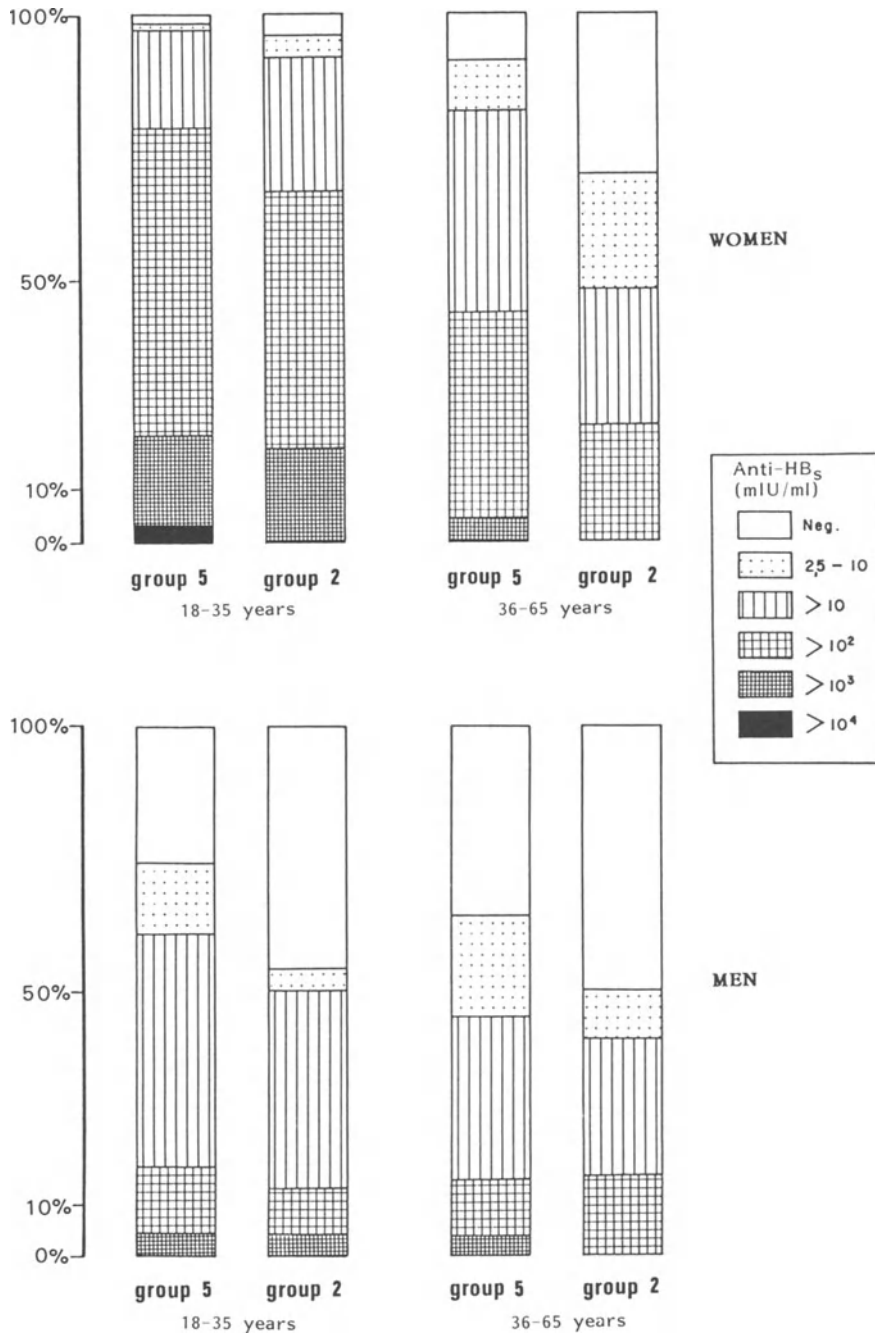 100%
50%
10%
0%
group 5 group 2 group 5 group 2
18-35 years 36-65 years
WOMEN
Anti-HBS
(mIU/ml)
Neg.
2,5 - 10
>10
>10²
>10³
>10⁴
100%
50%
10%
0%
group 5 group 2 group 5 group 2
18-35 years 36-65 years
MEN